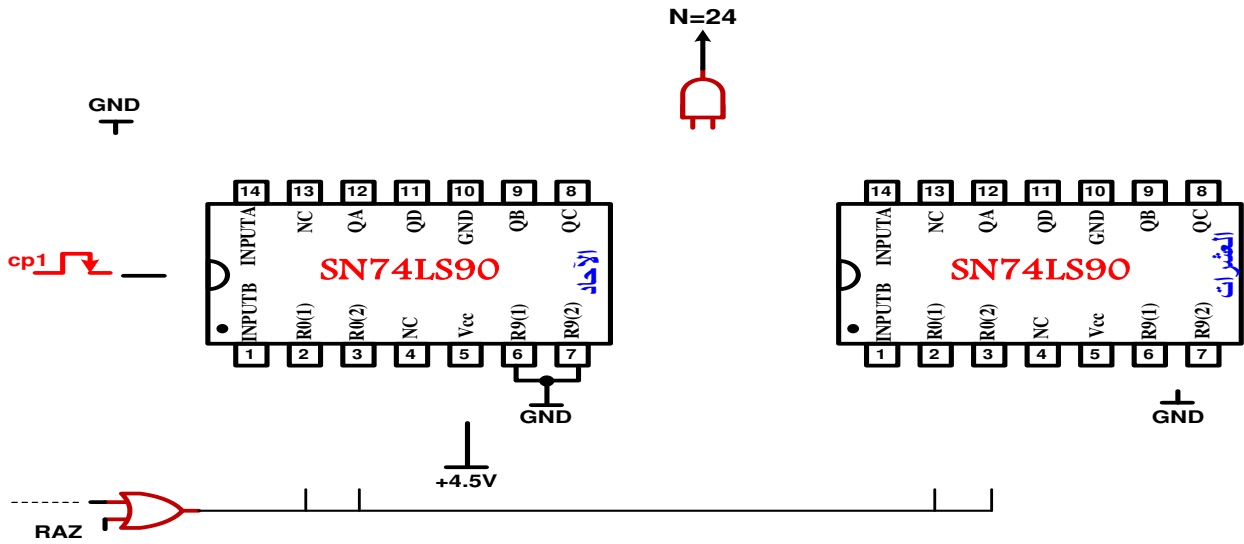 N=24
GND
14 13 12 11 10 9 8
INPUTA NC QA QD GND QB QC
SN74LS90
الآحاد
INPUTB R0(1) R0(2) NC Vcc R9(1) R9(2)
1 2 3 4 5 6 7
14 13 12 11 10 9 8
INPUTA NC QA QD GND QB QC
SN74LS90
العشرات
INPUTB R0(1) R0(2) NC Vcc R9(1) R9(2)
1 2 3 4 5 6 7
cp1
GND
GND
+4.5V
RAZ